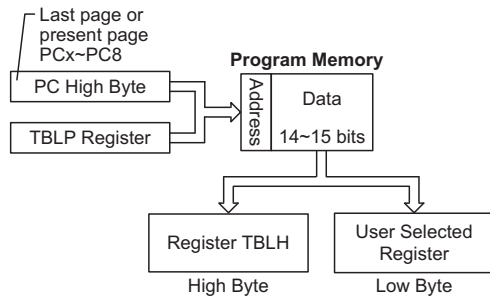 Last page or
present page
PCx~PC8
Program Memory
PC High Byte
TBLP Register
Address
Data
14~15 bits
Register TBLH
User Selected
Register
High Byte
Low Byte